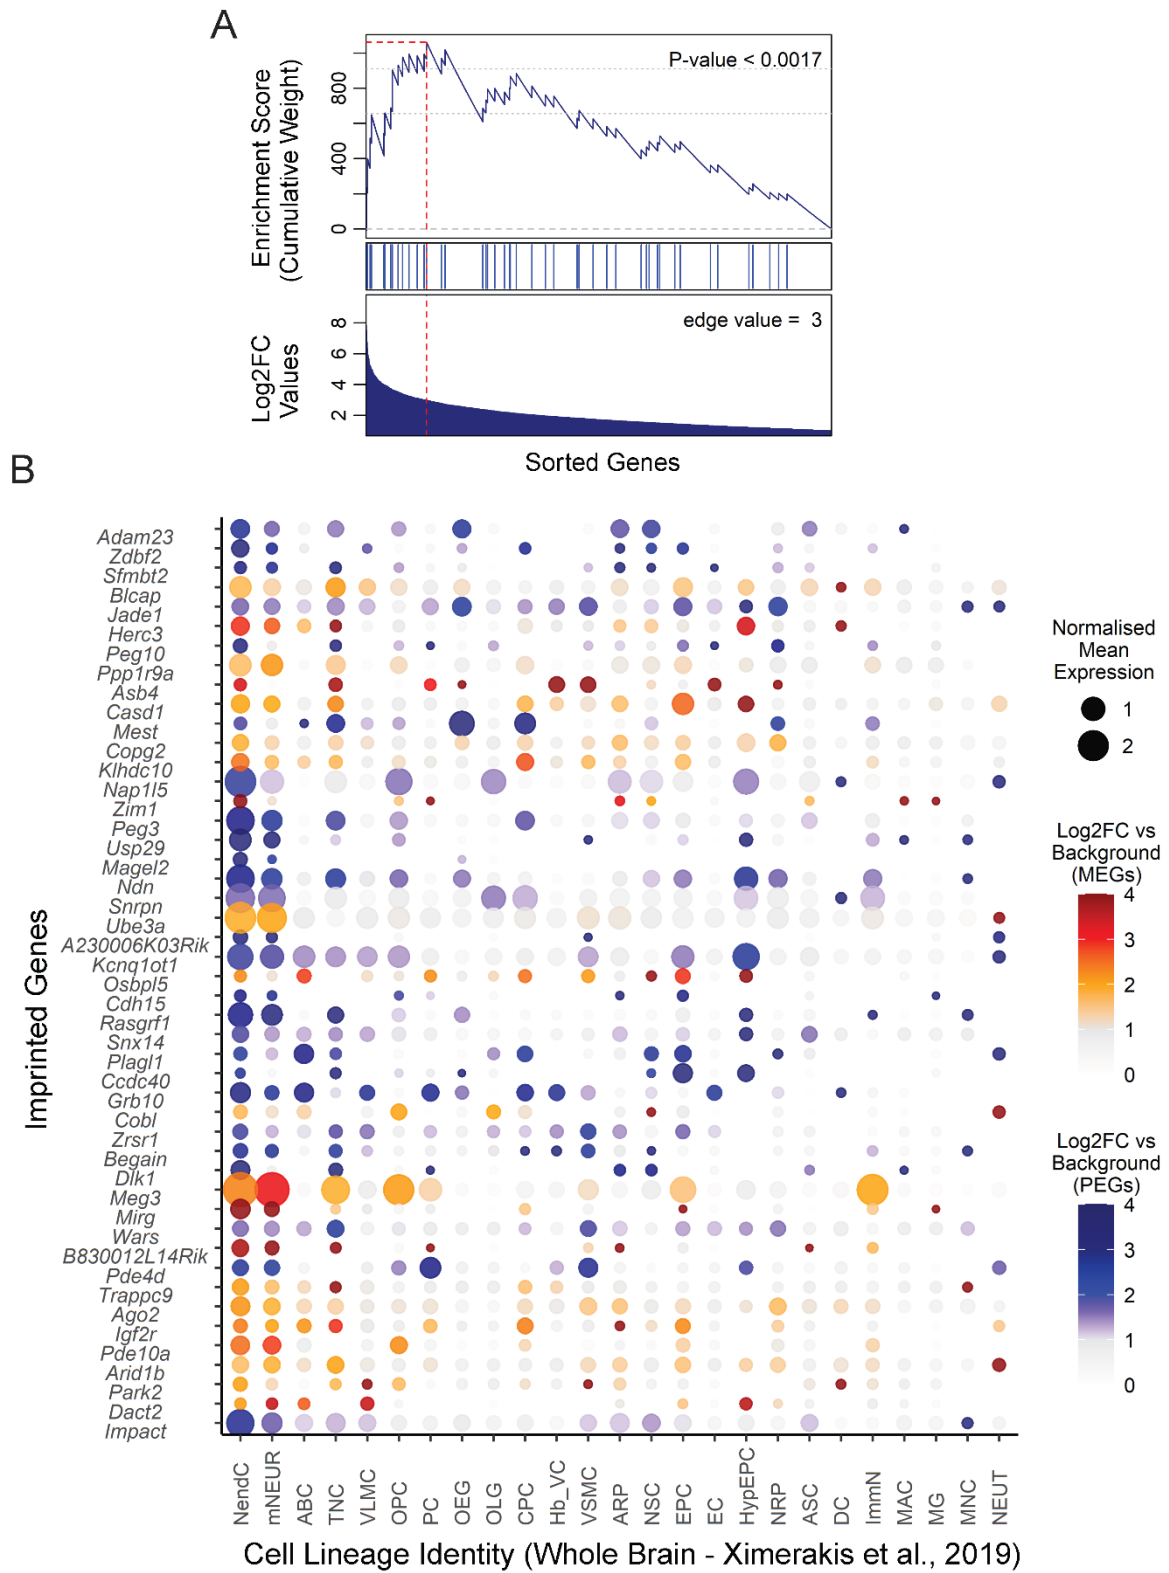 A
P-value < 0.0017
Enrichment Score
(Cumulative Weight)
800
400
0
edge value = 3
Log2FC
Values
8
6
4
2
Sorted Genes
B
Imprinted Genes
Adam23
Zdbf2
Sfmbt2
Blcap
Jade1
Herc3
Peg10
Ppp1r9a
Asb4
Casd1
Mest
Copg2
Klhdc10
Nap1l5
Zim1
Peg3
Usp29
Magel2
Ndn
Snrpn
Ube3a
A230006K03Rik
Kcnq1ot1
Osbpl5
Cdh15
Rasgrf1
Snx14
Plagl1
Ccdc40
Grb10
Cobl
Zrsr1
Begain
Dlk1
Meg3
Mirg
Wars
B830012L14Rik
Pde4d
Trappc9
Ago2
Igf2r
Pde10a
Arid1b
Park2
Dact2
Impact
NendC
mNEUR
ABC
TNC
VLMC
OPC
PC
OEG
OLG
CPC
Hb_VC
VSMC
ARP
NSC
EPC
EC
HypEPC
NRP
ASC
DC
ImmN
MAC
MG
MNC
NEUT
Cell Lineage Identity (Whole Brain - Ximerakis et al., 2019)
Normalised
Mean
Expression
1
2
Log2FC vs
Background
(MEGs)
4
3
2
1
0
Log2FC vs
Background
(PEGs)
4
3
2
1
0